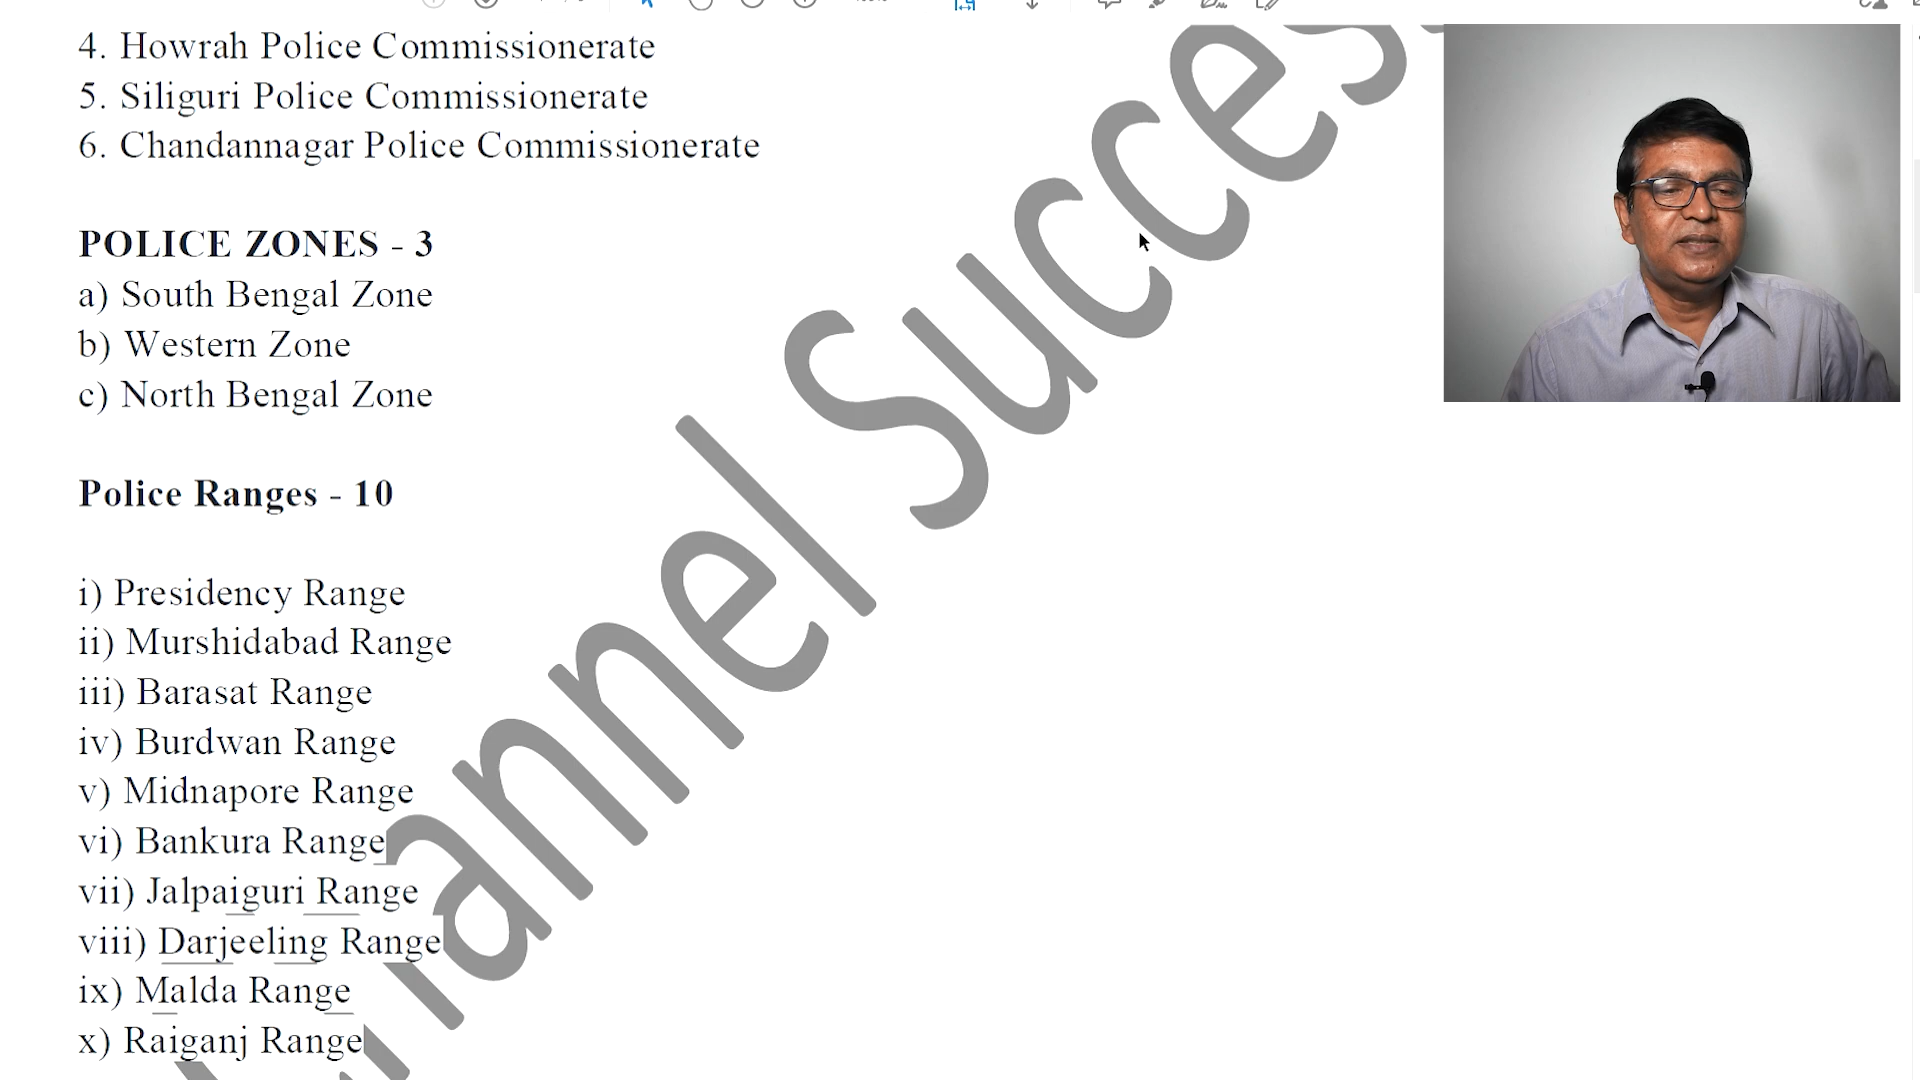 4. Howrah Police Commissionerate
5. Siliguri Police Commissionerate
6. Chandannagar Police Commissionerate
POLICE ZONES - 3
a) South Bengal Zone
b) Western Zone
c) North Bengal Zone
Police Ranges - 10
i) Presidency Range
ii) Murshidabad Range
iii) Barasat Range
iv) Burdwan Range
v) Midnapore Range
vi) Bankura Range
vii) Jalpaiguri Range
viii) Darjeeling Range
ix) Malda Range
x) Raiganj Range